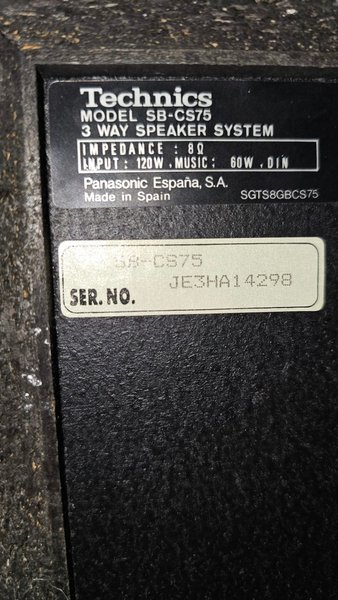 Technics
MODEL SB-CS75
3 WAY SPEAKER SYSTEM
IMPEDANCE : 8Ω
INPUT : 120W . MUSIC : 60W . DIN
Panasonic España, S.A.
Made in Spain SGTS8GBCS75
SB-CS75
JE3HA14298
SER.NO.